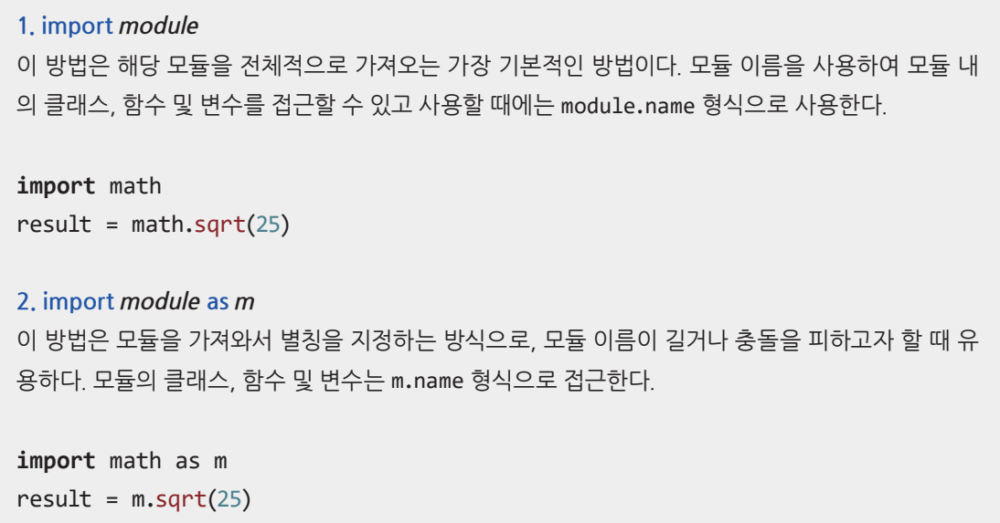 1. import module
이 방법은 해당 모듈을 전체적으로 가져오는 가장 기본적인 방법이다. 모듈 이름을 사용하여 모듈 내
의 클래스, 함수 및 변수를 접근할 수 있고 사용할 때에는 module.name 형식으로 사용한다.
import math
result = math.sqrt(25)
2. import module as m
이 방법은 모듈을 가져와서 별칭을 지정하는 방식으로, 모듈 이름이 길거나 충돌을 피하고자 할 때 유
용하다. 모듈의 클래스, 함수 및 변수는 m.name 형식으로 접근한다.
import math as m
result = m.sqrt(25)